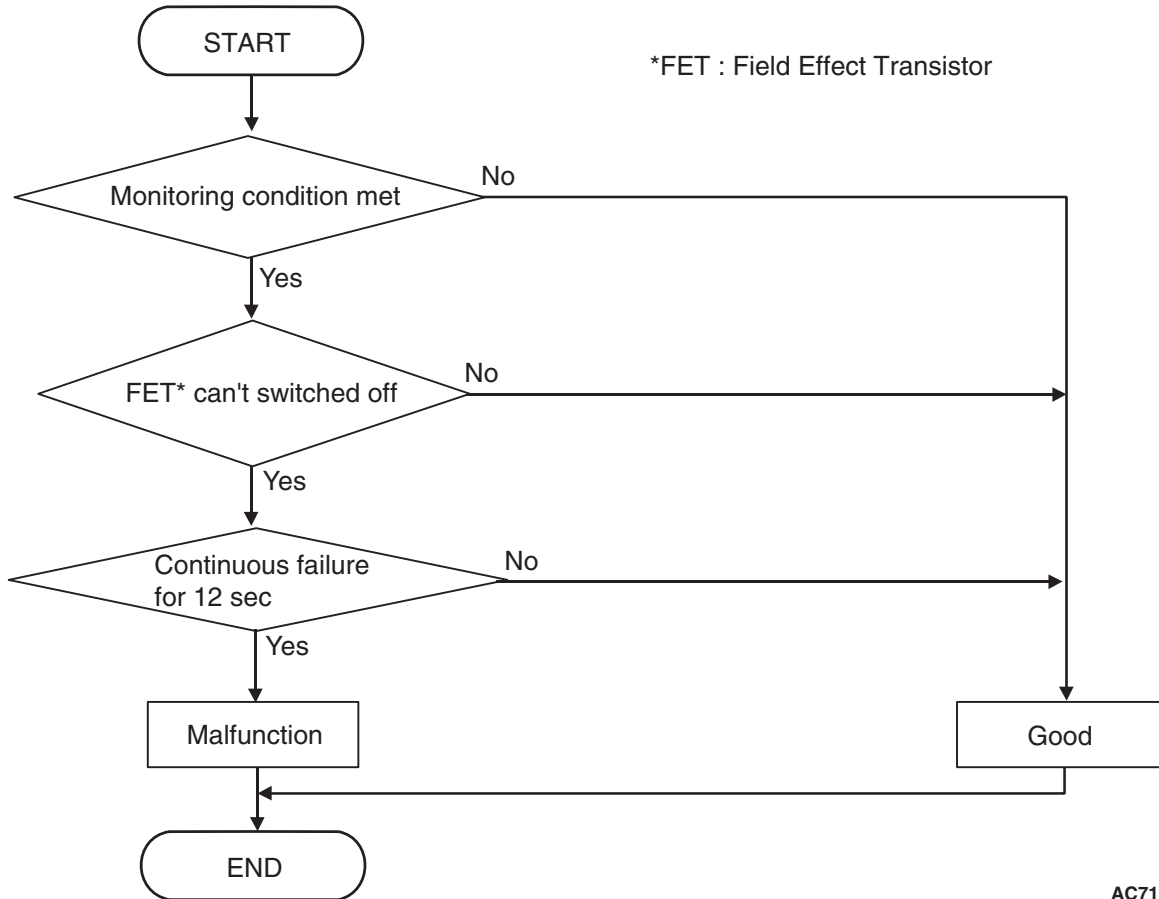 START
*FET : Field Effect Transistor
Monitoring condition met
No
Yes
FET* can't switched off
No
Yes
Continuous failure
for 12 sec
No
Yes
Malfunction
Good
END
AC71